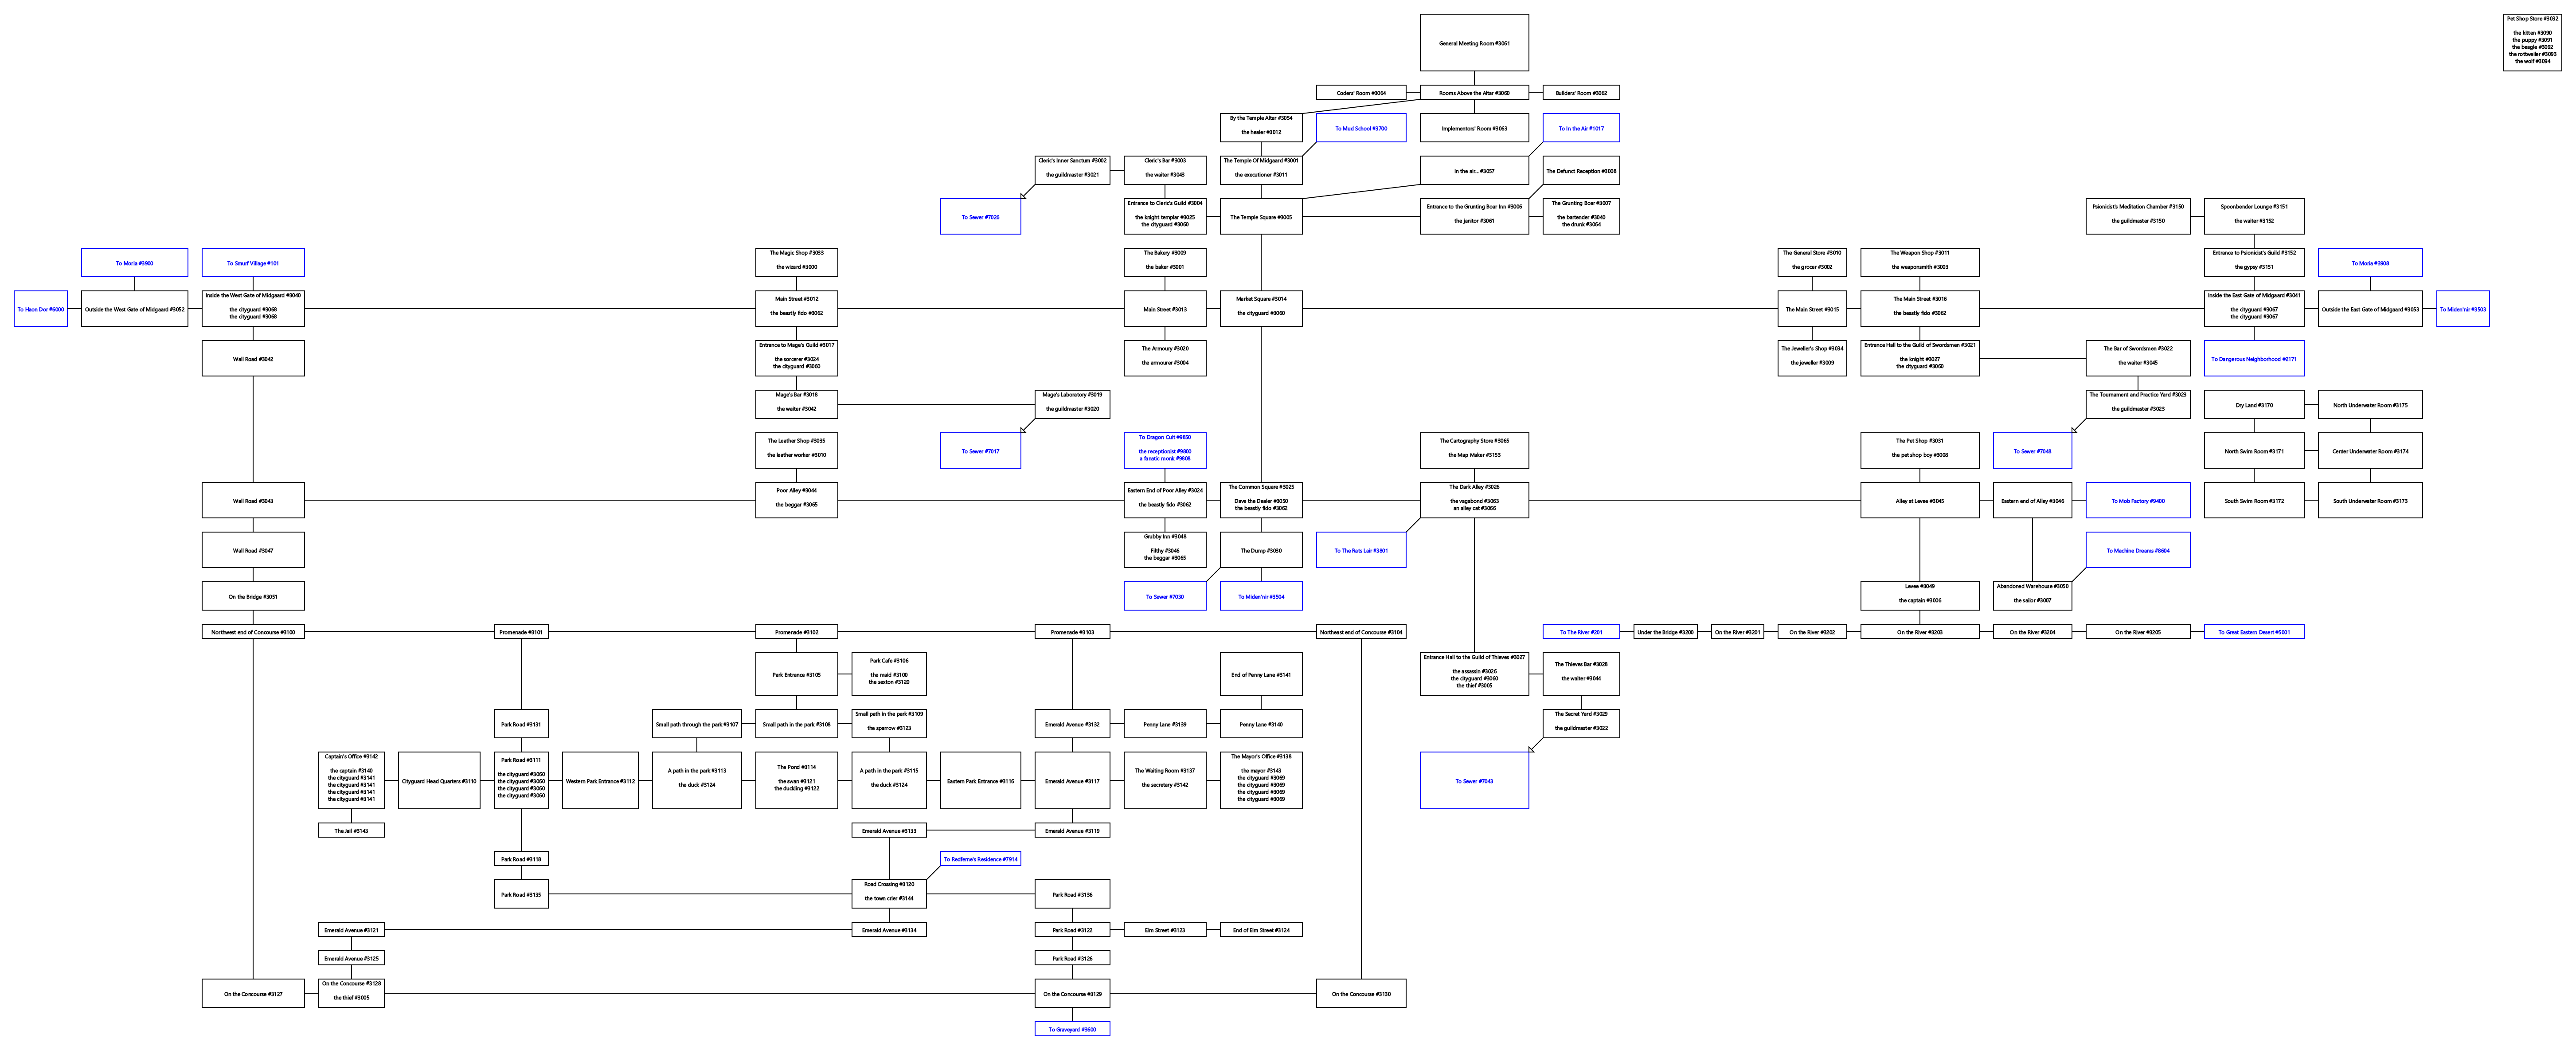 Pet Shop Store #3032
the kitten #3090
the puppy #3091
the beagle #3092
the rottweiler #3093
the wolf #3094
General Meeting Room #3061
Coders' Room #3064
Rooms Above the Altar #3060
Builders' Room #3062
By the Temple Altar #3054
the healer #3012
To Mud School #3700
Implementors' Room #3063
To In the Air #1017
Cleric's Inner Sanctum #3002
the guildmaster #3021
Cleric's Bar #3003
the waiter #3043
The Temple Of Midgaard #3001
the executioner #3011
In the air... #3057
The Defunct Reception #3008
To Sewer #7026
Entrance to Cleric's Guild #3004
the knight templar #3025
the cityguard #3060
The Temple Square #3005
Entrance to the Grunting Boar Inn #3006
the janitor #3061
The Grunting Boar #3007
the bartender #3040
the drunk #3064
Psionicist's Meditation Chamber #3150
the guildmaster #3150
Spoonbender Lounge #3151
the waiter #3152
To Moria #3900
To Smurf Village #101
The Magic Shop #3033
the wizard #3000
The Bakery #3009
the baker #3001
The General Store #3010
the grocer #3002
The Weapon Shop #3011
the weaponsmith #3003
Entrance to Psionicist's Guild #3152
the gypsy #3151
To Moria #3908
To Haon Dor #6000
Outside the West Gate of Midgaard #3052
Inside the West Gate of Midgaard #3040
the cityguard #3068
the cityguard #3068
Main Street #3012
the beastly fido #3062
Main Street #3013
Market Square #3014
the cityguard #3060
The Main Street #3015
The Main Street #3016
the beastly fido #3062
Inside the East Gate of Midgaard #3041
the cityguard #3067
the cityguard #3067
Outside the East Gate of Midgaard #3053
To Miden'nir #3503
Wall Road #3042
Entrance to Mage's Guild #3017
the sorcerer #3024
the cityguard #3060
The Armoury #3020
the armourer #3004
The Jeweller's Shop #3034
the jeweller #3009
Entrance Hall to the Guild of Swordsmen #3021
the knight #3027
the cityguard #3060
The Bar of Swordsmen #3022
the waiter #3045
To Dangerous Neighborhood #2171
Mage's Bar #3018
the waiter #3042
Mage's Laboratory #3019
the guildmaster #3020
The Tournament and Practice Yard #3023
the guildmaster #3023
Dry Land #3170
North Underwater Room #3175
The Leather Shop #3035
the leather worker #3010
To Sewer #7017
To Dragon Cult #9850
the receptionist #9800
a fanatic monk #9808
The Cartography Store #3065
the Map Maker #3153
The Pet Shop #3031
the pet shop boy #3008
To Sewer #7048
North Swim Room #3171
Center Underwater Room #3174
Wall Road #3043
Poor Alley #3044
the beggar #3065
Eastern End of Poor Alley #3024
the beastly fido #3062
The Common Square #3025
Dave the Dealer #3050
the beastly fido #3062
The Dark Alley #3026
the vagabond #3063
an alley cat #3066
Alley at Levee #3045
Eastern end of Alley #3046
To Mob Factory #9400
South Swim Room #3172
South Underwater Room #3173
Wall Road #3047
Grubby Inn #3048
Filthy #3046
the beggar #3065
The Dump #3030
To The Rats Lair #3801
To Machine Dreams #8604
On the Bridge #3051
To Sewer #7030
To Miden'nir #3504
Levee #3049
the captain #3006
Abandoned Warehouse #3050
the sailor #3007
Northwest end of Concourse #3100
Promenade #3101
Promenade #3102
Promenade #3103
Northeast end of Concourse #3104
To The River #201
Under the Bridge #3200
On the River #3201
On the River #3202
On the River #3203
On the River #3204
On the River #3205
To Great Eastern Desert #5001
Park Entrance #3105
Park Cafe #3106
the maid #3100
the sexton #3120
End of Penny Lane #3141
Entrance Hall to the Guild of Thieves #3027
the assassin #3026
the cityguard #3060
the thief #3005
The Thieves Bar #3028
the waiter #3044
Park Road #3131
Small path through the park #3107
Small path in the park #3108
Small path in the park #3109
the sparrow #3123
Emerald Avenue #3132
Penny Lane #3139
Penny Lane #3140
The Secret Yard #3029
the guildmaster #3022
Captain's Office #3142
the captain #3140
the cityguard #3141
the cityguard #3141
the cityguard #3141
the cityguard #3141
Cityguard Head Quarters #3110
Park Road #3111
the cityguard #3060
the cityguard #3060
the cityguard #3060
the cityguard #3060
Western Park Entrance #3112
A path in the park #3113
the duck #3124
The Pond #3114
the swan #3121
the duckling #3122
A path in the park #3115
the duck #3124
Eastern Park Entrance #3116
Emerald Avenue #3117
The Waiting Room #3137
the secretary #3142
The Mayor's Office #3138
the mayor #3143
the cityguard #3069
the cityguard #3069
the cityguard #3069
the cityguard #3069
To Sewer #7043
The Jail #3143
Emerald Avenue #3133
Emerald Avenue #3119
Park Road #3118
To Redferne's Residence #7914
Park Road #3135
Road Crossing #3120
the town crier #3144
Park Road #3136
Emerald Avenue #3121
Emerald Avenue #3134
Park Road #3122
Elm Street #3123
End of Elm Street #3124
Emerald Avenue #3125
Park Road #3126
On the Concourse #3127
On the Concourse #3128
the thief #3005
On the Concourse #3129
On the Concourse #3130
To Graveyard #3600